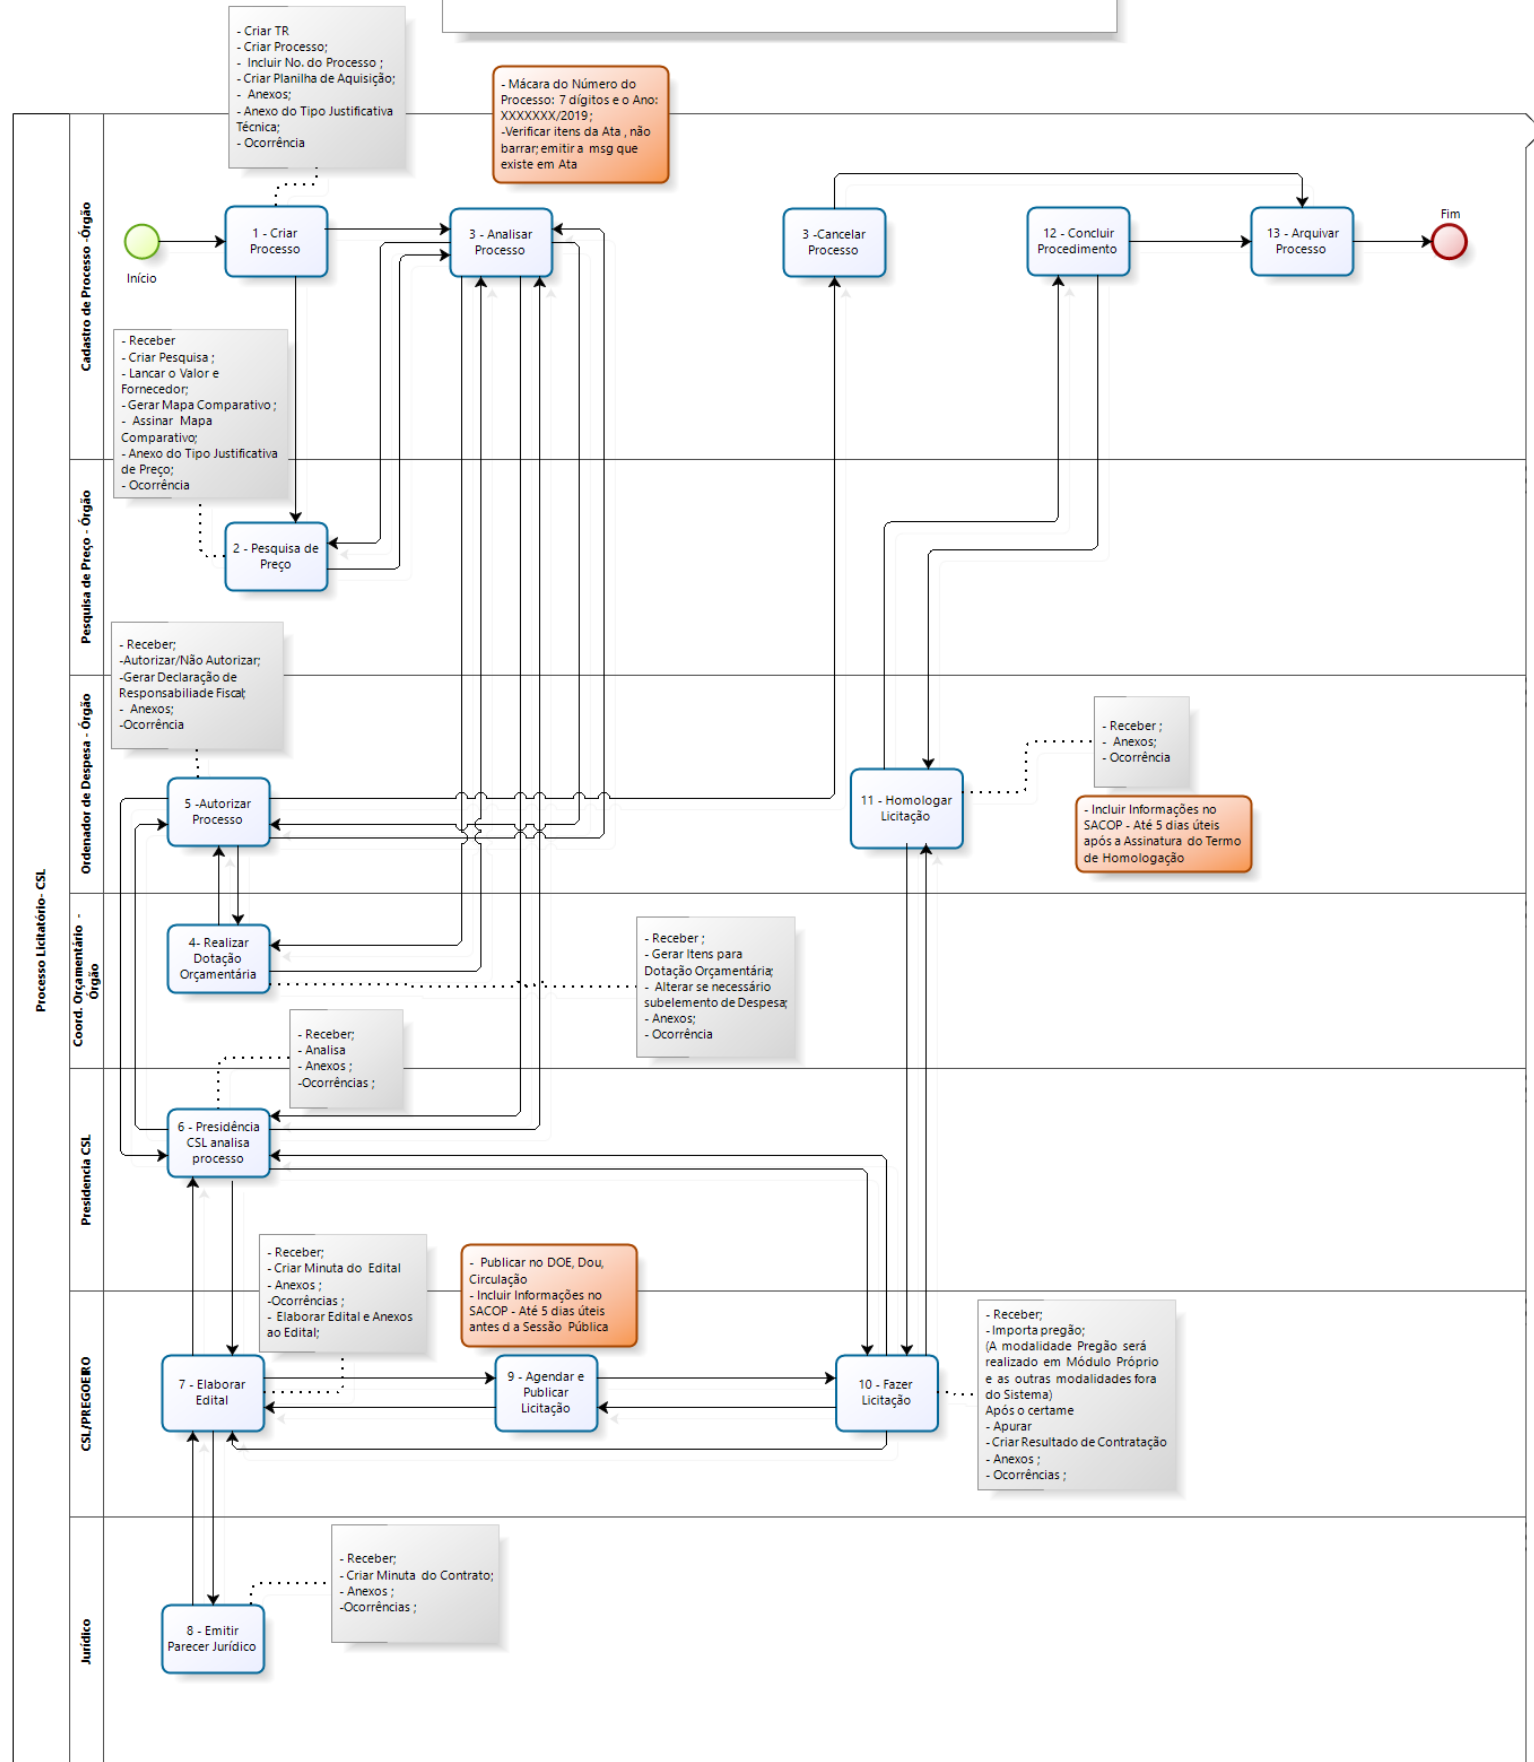 - Criar TR
- Criar Processo;
- Incluir No. do Processo ;
- Criar Planilha de Aquisição;
- Anexos;
- Anexo do Tipo Justificativa
Técnica;
- Ocorrência
- Mácara do Número do
Processo: 7 dígitos e o Ano:
XXXXXXX/2019;
-Verificar itens da Ata , não
barrar; emitir a msg que
existe em Ata
Processo Licitatório- CSL
Cadastro de Processo -Órgão
Início
1 - Criar
Processo
3 - Analisar
Processo
3 -Cancelar
Processo
12 - Concluir
Procedimento
13 - Arquivar
Processo
Fim
- Receber
- Criar Pesquisa ;
- Lancar o Valor e
Fornecedor;
- Gerar Mapa Comparativo ;
- Assinar Mapa
Comparativo;
- Anexo do Tipo Justificativa
de Preço;
- Ocorrência
Pesquisa de Preço - Órgão
2 - Pesquisa de
Preço
- Receber;
-Autorizar/Não Autorizar;
-Gerar Declaração de
Responsabiliade Fiscal;
- Anexos;
-Ocorrência
Ordenador de Despesa - Órgão
5 -Autorizar
Processo
11 - Homologar
Licitação
- Receber ;
- Anexos;
- Ocorrência
- Incluir Informações no
SACOP - Até 5 dias úteis
após a Assinatura do Termo
de Homologação
Coord. Orçamentário -
Órgão
4- Realizar
Dotação
Orçamentária
- Receber ;
- Gerar Itens para
Dotação Orçamentária;
- Alterar se necessário
subelemento de Despesa;
- Anexos;
- Ocorrência
- Receber;
- Analisa
- Anexos ;
-Ocorrências ;
Presidencia CSL
6 - Presidência
CSL analisa
processo
- Receber;
- Criar Minuta do Edital
- Anexos ;
-Ocorrências ;
- Elaborar Edital e Anexos
ao Edital;
- Publicar no DOE, Dou,
Circulação
- Incluir Informações no
SACOP - Até 5 dias úteis
antes d a Sessão Pública
CSL/PREGOEIRO
7 - Elaborar
Edital
9 - Agendar e
Publicar
Licitação
10 - Fazer
Licitação
- Receber;
- Importa pregão;
(A modalidade Pregão será
realizado em Módulo Próprio
e as outras modalidades fora
do Sistema)
Após o certame
- Apurar
- Criar Resultado de Contratação
- Anexos ;
- Ocorrências ;
Jurídico
8 - Emitir
Parecer Jurídico
- Receber;
- Criar Minuta do Contrato;
- Anexos ;
-Ocorrências ;